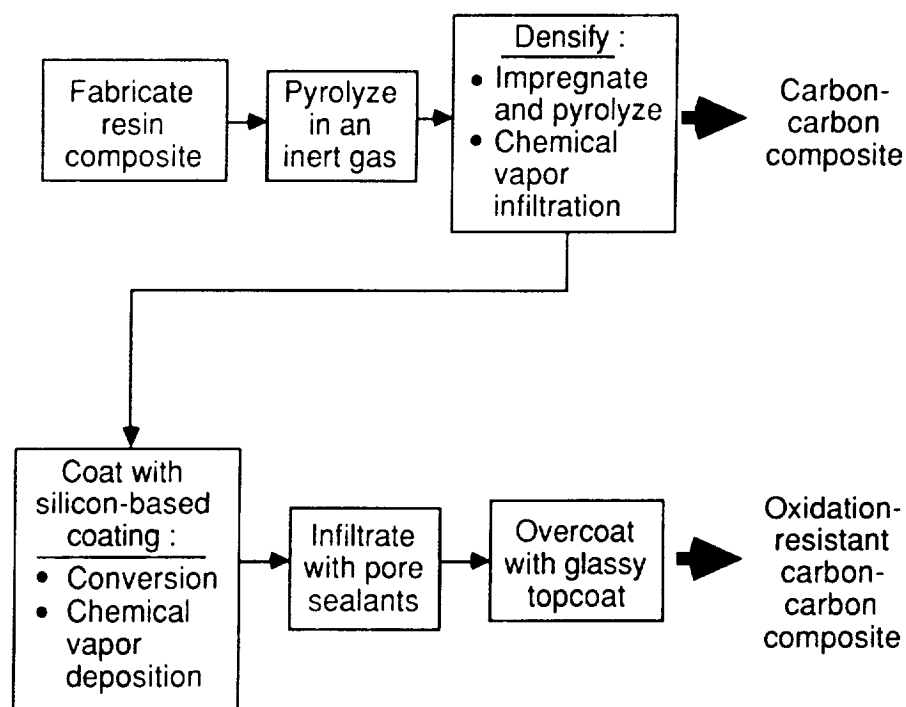 Fabricate
resin
composite
Pyrolyze
in an
inert gas
Densify :
• Impregnate
and pyrolyze
• Chemical
vapor
infiltration
Carbon-
carbon
composite
Coat with
silicon-based
coating :
• Conversion
• Chemical
vapor
deposition
Infiltrate
with pore
sealants
Overcoat
with glassy
topcoat
Oxidation-
resistant
carbon-
carbon
composite